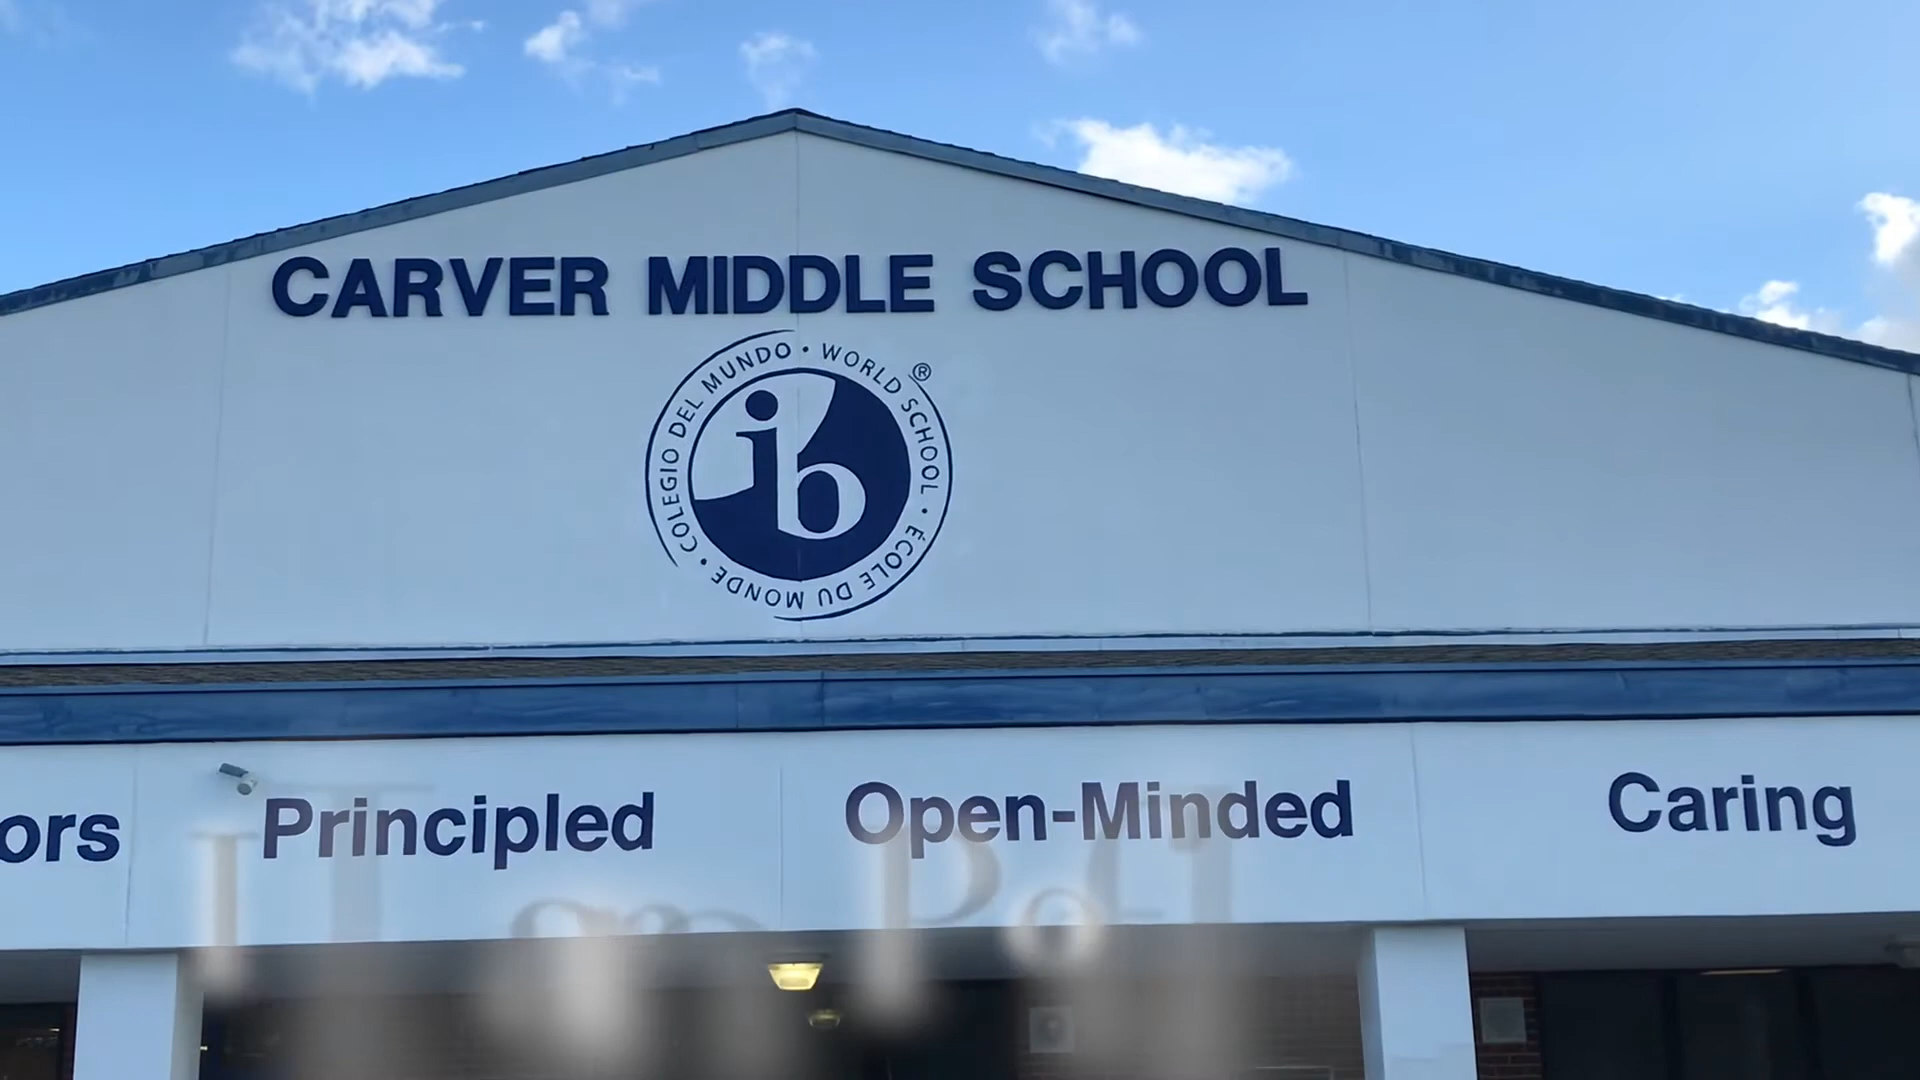 CARVER MIDDLE SCHOOL
COLEGIO DEL MUNDO • WORLD SCHOOL • ÉCOLE DU MONDE •
®
ib
ors Principled Open-Minded Caring